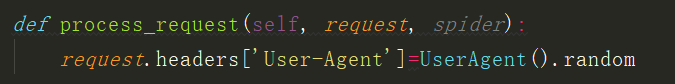 def process_request(self, request, spider):
    request.headers['User-Agent']=UserAgent().random